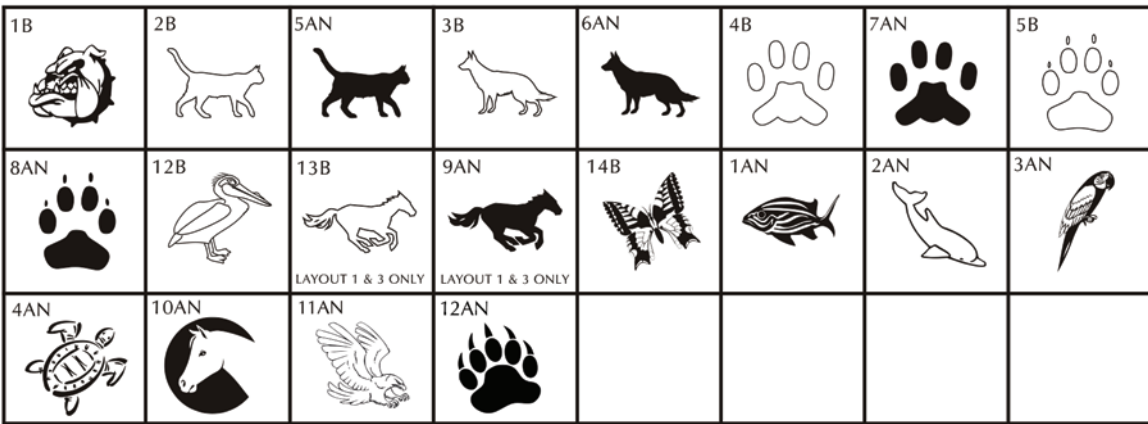 1B
2B
5AN
3B
6AN
4B
7AN
5B
8AN
12B
13B
LAYOUT 1 & 3 ONLY
9AN
LAYOUT 1 & 3 ONLY
14B
1AN
2AN
3AN
4AN
10AN
11AN
12AN